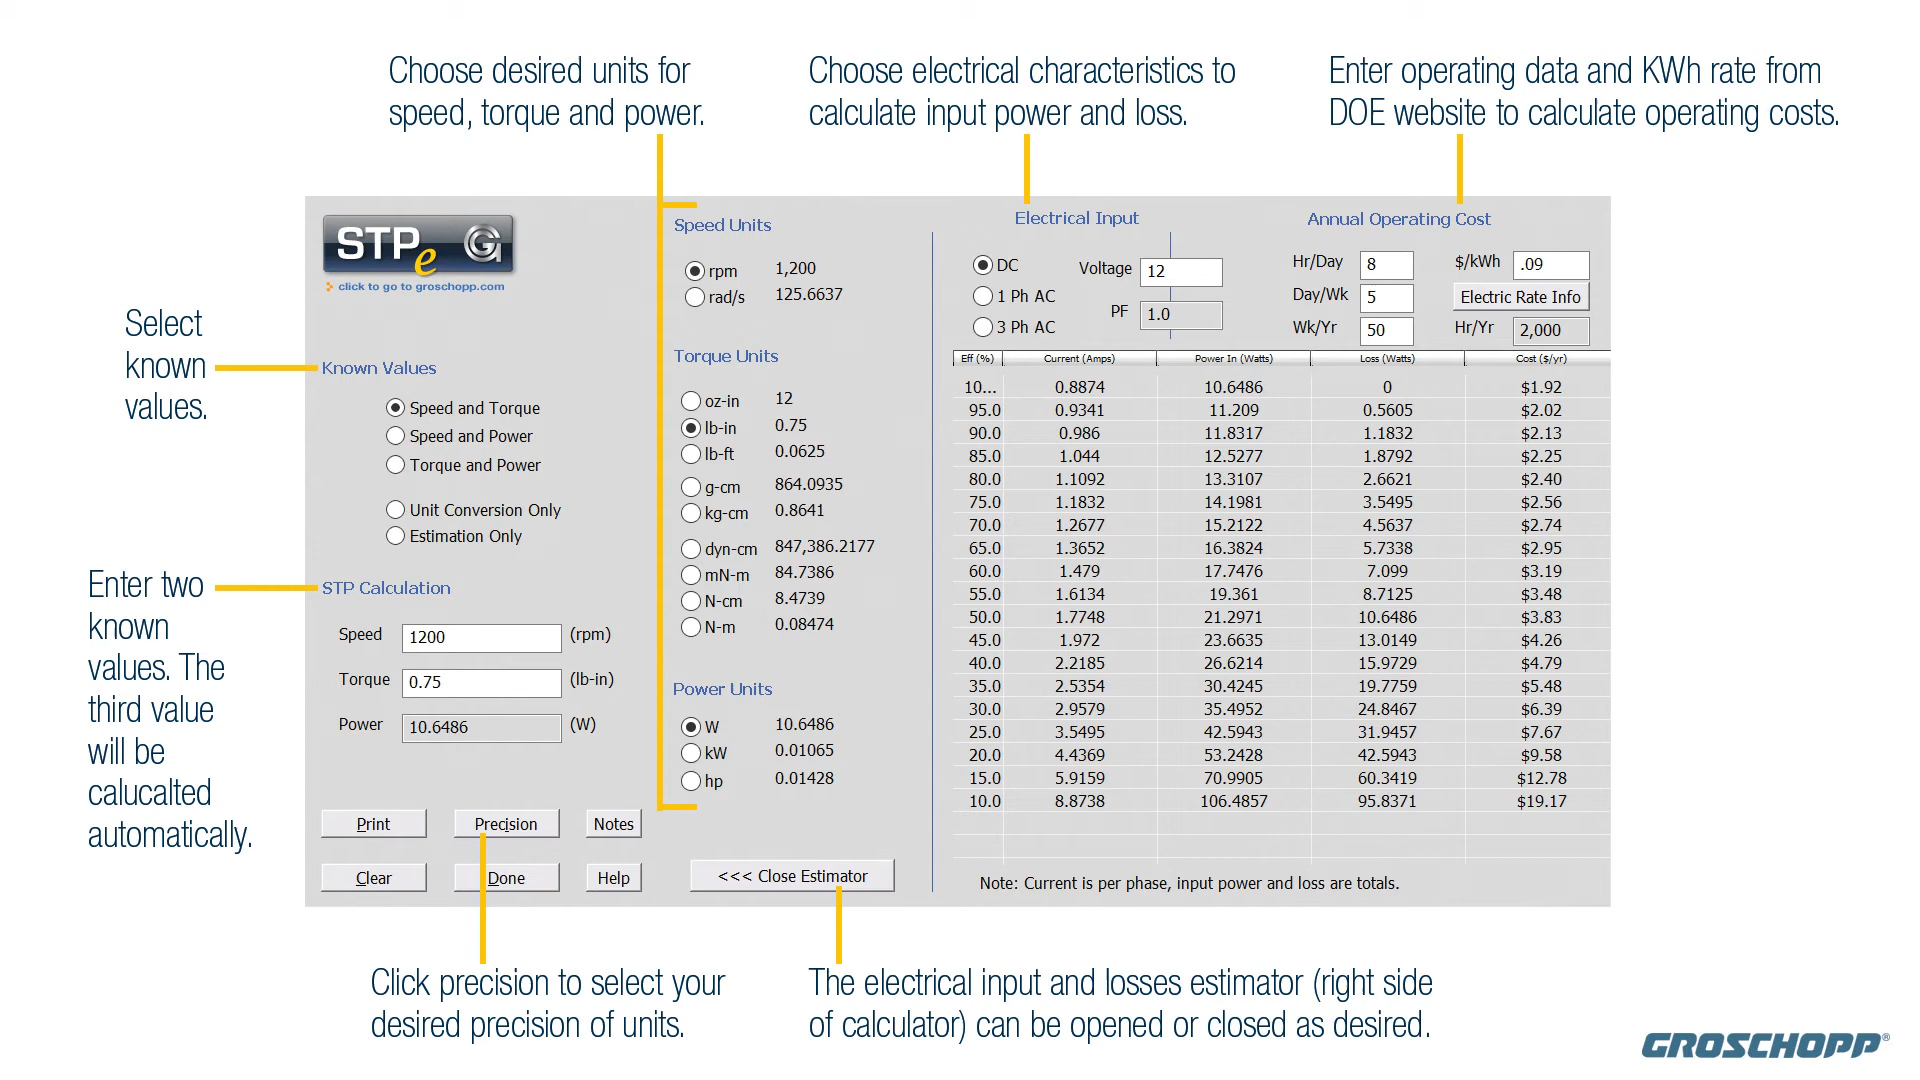 Choose desired units for
speed, torque and power.
Choose electrical characteristics to
calculate input power and loss.
Enter operating data and KWh rate from
DOE website to calculate operating costs.
Select
known
values.
Enter two
known
values. The
third value
will be
calucalted
automatically.
STPe G
click to go to groschopp.com
Known Values
Speed and Torque
Speed and Power
Torque and Power
Unit Conversion Only
Estimation Only
STP Calculation
Speed 1200 (rpm)
Torque 0.75 (lb-in)
Power 10.6486 (W)
Print Precision Notes
Clear Done Help
Speed Units
rpm 1,200
rad/s 125.6637
Torque Units
oz-in 12
lb-in 0.75
lb-ft 0.0625
g-cm 864.0935
kg-cm 0.8641
dyn-cm 847,386.2177
mN-m 84.7386
N-cm 8.4739
N-m 0.08474
Power Units
W 10.6486
kW 0.01065
hp 0.01428
<<< Close Estimator
Electrical Input
DC Voltage 12
1 Ph AC PF 1.0
3 Ph AC
Annual Operating Cost
Hr/Day 8 $/kWh .09
Day/Wk 5 Electric Rate Info
Wk/Yr 50 Hr/Yr 2,000
Eff (%) Current (Amps) Power In (Watts) Loss (Watts) Cost ($/yr)
10... 0.8874 10.6486 0 $1.92
95.0 0.9341 11.209 0.5605 $2.02
90.0 0.986 11.8317 1.1832 $2.13
85.0 1.044 12.5277 1.8792 $2.25
80.0 1.1092 13.3107 2.6621 $2.40
75.0 1.1832 14.1981 3.5495 $2.56
70.0 1.2677 15.2122 4.5637 $2.74
65.0 1.3652 16.3824 5.7338 $2.95
60.0 1.479 17.7476 7.099 $3.19
55.0 1.6134 19.361 8.7125 $3.48
50.0 1.7748 21.2971 10.6486 $3.83
45.0 1.972 23.6635 13.0149 $4.26
40.0 2.2185 26.6214 15.9729 $4.79
35.0 2.5354 30.4245 19.7759 $5.48
30.0 2.9579 35.4952 24.8467 $6.39
25.0 3.5495 42.5943 31.9457 $7.67
20.0 4.4369 53.2428 42.5943 $9.58
15.0 5.9159 70.9905 60.3419 $12.78
10.0 8.8738 106.4857 95.8371 $19.17
Note: Current is per phase, input power and loss are totals.
Click precision to select your
desired precision of units.
The electrical input and losses estimator (right side
of calculator) can be opened or closed as desired.
GROSCHOPP®